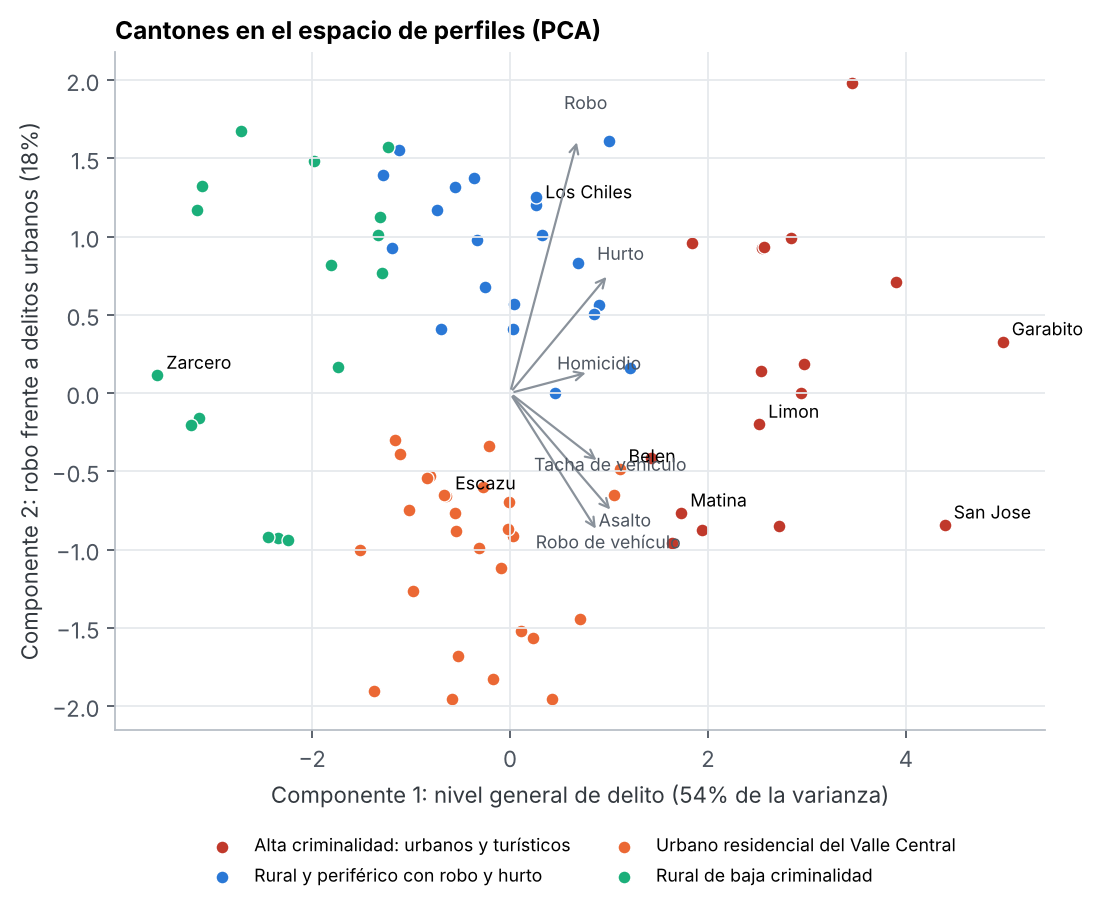 Cantones en el espacio de perfiles (PCA)
Componente 2: robo frente a delitos urbanos (18%)
2.0
1.5
1.0
0.5
0.0
−0.5
−1.0
−1.5
−2.0
Robo
Los Chiles
Hurto
Garabito
Homicidio
Zarcero
Limon
Belen
Tacha de vehículo
Escazu
Matina
San Jose
Asalto
Robo de vehículo
−2
0
2
4
Componente 1: nivel general de delito (54% de la varianza)
Alta criminalidad: urbanos y turísticos
Urbano residencial del Valle Central
Rural y periférico con robo y hurto
Rural de baja criminalidad